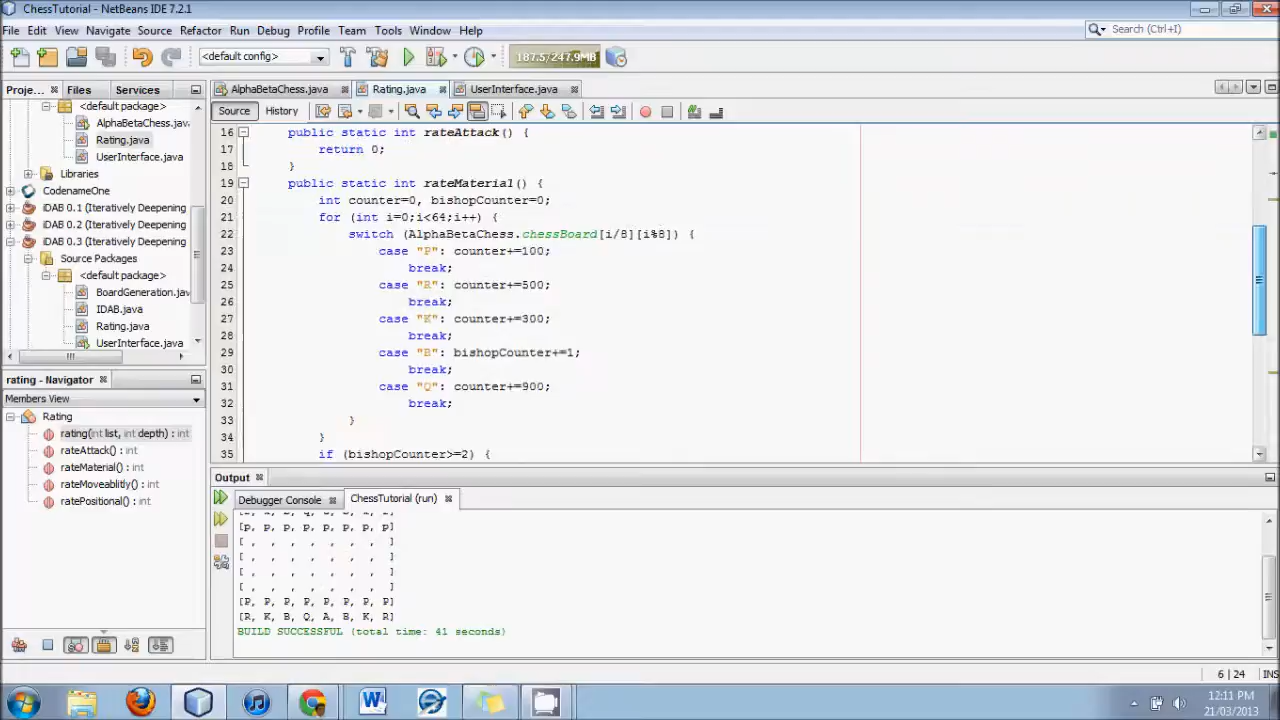 ChessTutorial - NetBeans IDE 7.2.1
File Edit View Navigate Source Refactor Run Debug Profile Team Tools Window Help
Search (Ctrl+I)
<default config>
187.5/247.9MB
Proje... Files Services
AlphaBetaChess.java Rating.java UserInterface.java
Source History
<default package>
AlphaBetaChess.java
Rating.java
UserInterface.java
Libraries
CodenameOne
iDAB 0.1 (Iteratively Deepening
iDAB 0.2 (Iteratively Deepening
iDAB 0.3 (Iteratively Deepening
Source Packages
<default package>
BoardGeneration.java
IDAB.java
Rating.java
UserInterface.java
16 public static int rateAttack() {
17 return 0;
18 }
19 public static int rateMaterial() {
20 int counter=0, bishopCounter=0;
21 for (int i=0;i<64;i++) {
22 switch (AlphaBetaChess.chessBoard[i/8][i%8]) {
23 case "P": counter+=100;
24 break;
25 case "R": counter+=500;
26 break;
27 case "K": counter+=300;
28 break;
29 case "B": bishopCounter+=1;
30 break;
31 case "Q": counter+=900;
32 break;
33 }
34 }
35 if (bishopCounter>=2) {
rating - Navigator
Members View
Rating
rating(int list, int depth) : int
rateAttack() : int
rateMaterial() : int
rateMoveablitly() : int
ratePositional() : int
Output
Debugger Console ChessTutorial (run)
[p, p, p, p, p, p, p, p]
[ , , , , , , , ]
[ , , , , , , , ]
[ , , , , , , , ]
[ , , , , , , , ]
[P, P, P, P, P, P, P, P]
[R, K, B, Q, A, B, K, R]
BUILD SUCCESSFUL (total time: 41 seconds)
6 | 24 INS
12:11 PM
21/03/2013